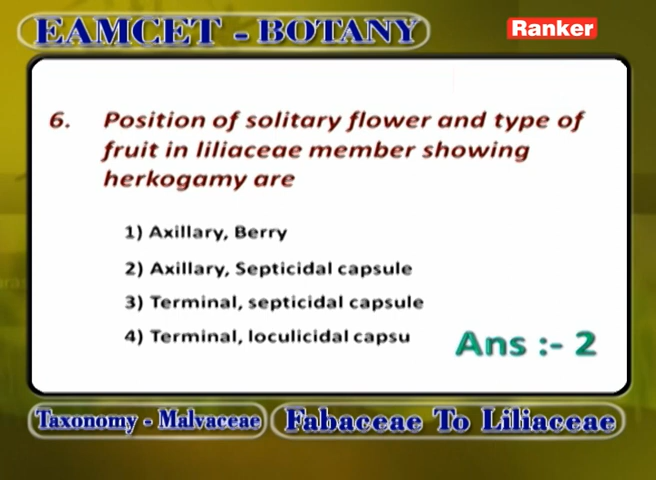 EAMCET - BOTANY
Ranker
6. Position of solitary flower and type of
fruit in liliaceae member showing
herkogamy are
1) Axillary, Berry
2) Axillary, Septicidal capsule
3) Terminal, septicidal capsule
4) Terminal, loculicidal capsu
Ans :- 2
Taxonomy - Malvaceae
Fabaceae To Liliaceae